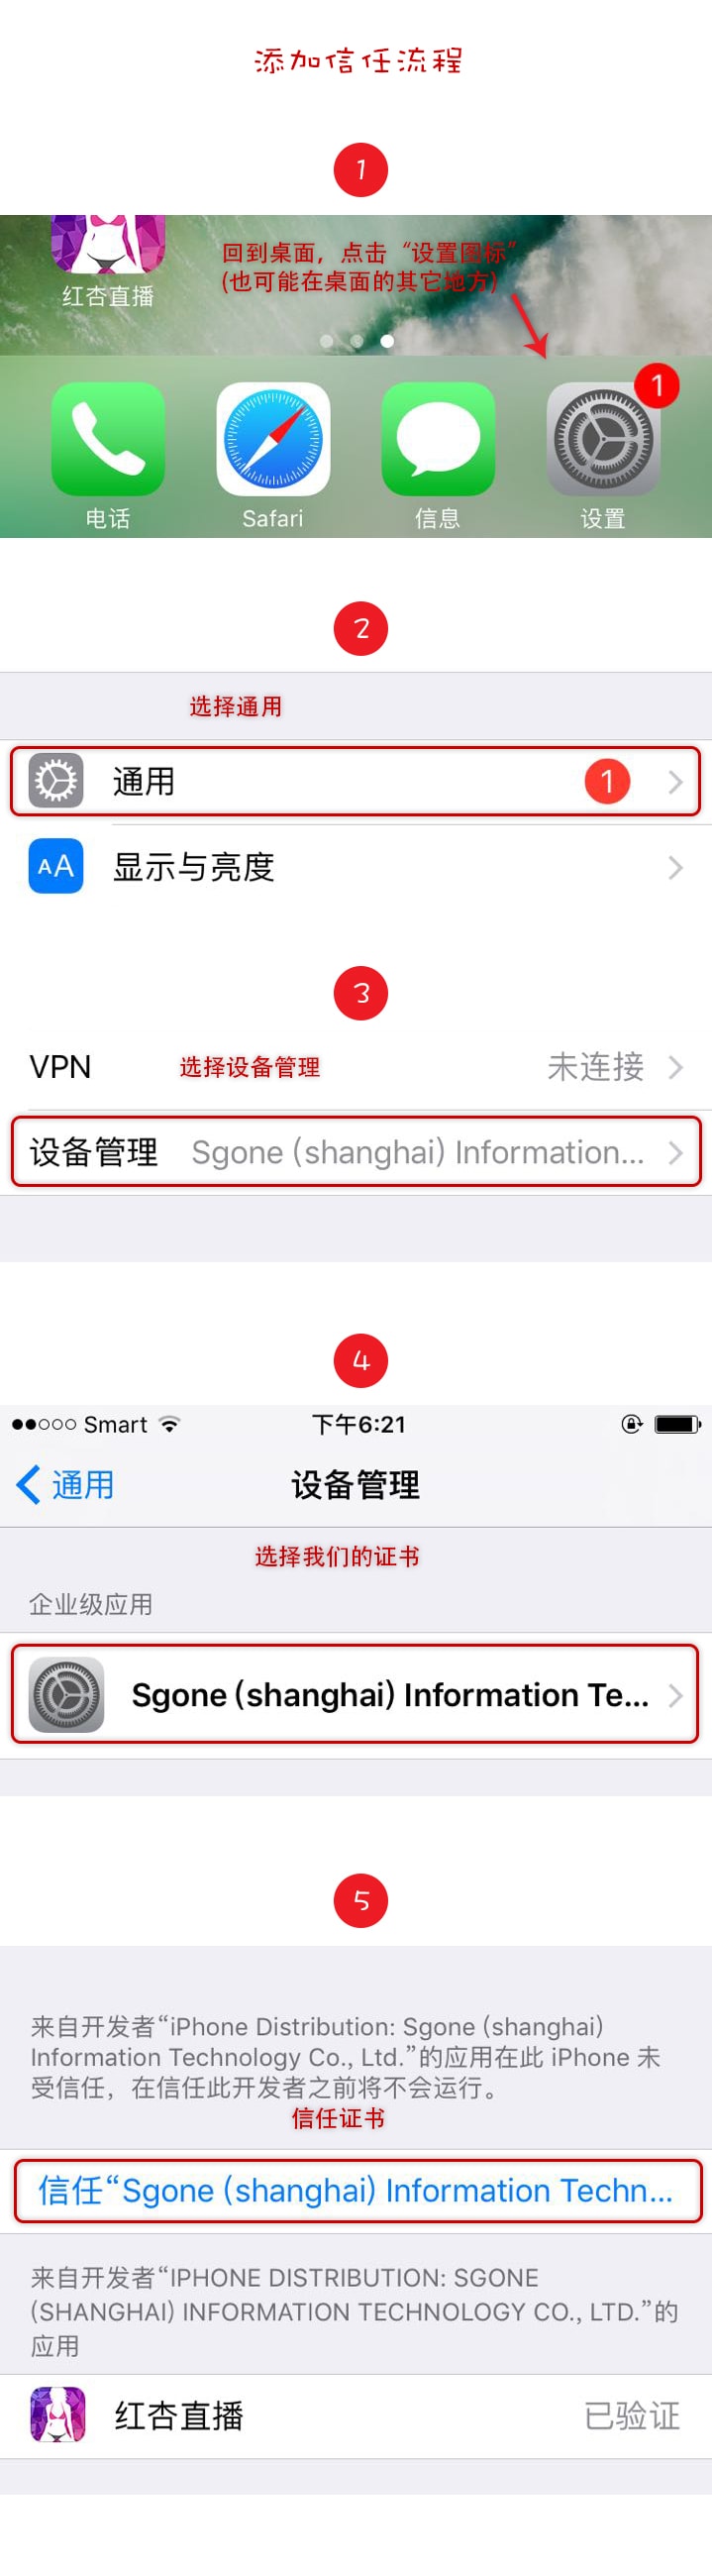 添加信任流程
1
回到桌面，点击“设置图标”
(也可能在桌面的其它地方)
红杏直播
1
电话
Safari
信息
设置
2
选择通用
通用
1
AA
显示与亮度
3
VPN
选择设备管理
未连接
设备管理
Sgone (shanghai) Information...
4
Smart
下午6:21
通用
设备管理
选择我们的证书
企业级应用
Sgone (shanghai) Information Te...
5
来自开发者“iPhone Distribution: Sgone (shanghai)
Information Technology Co., Ltd.”的应用在此 iPhone 未
受信任，在信任此开发者之前将不会运行。
信任证书
信任“Sgone (shanghai) Information Techn...
来自开发者“IPHONE DISTRIBUTION: SGONE
(SHANGHAI) INFORMATION TECHNOLOGY CO., LTD.”的
应用
红杏直播
已验证